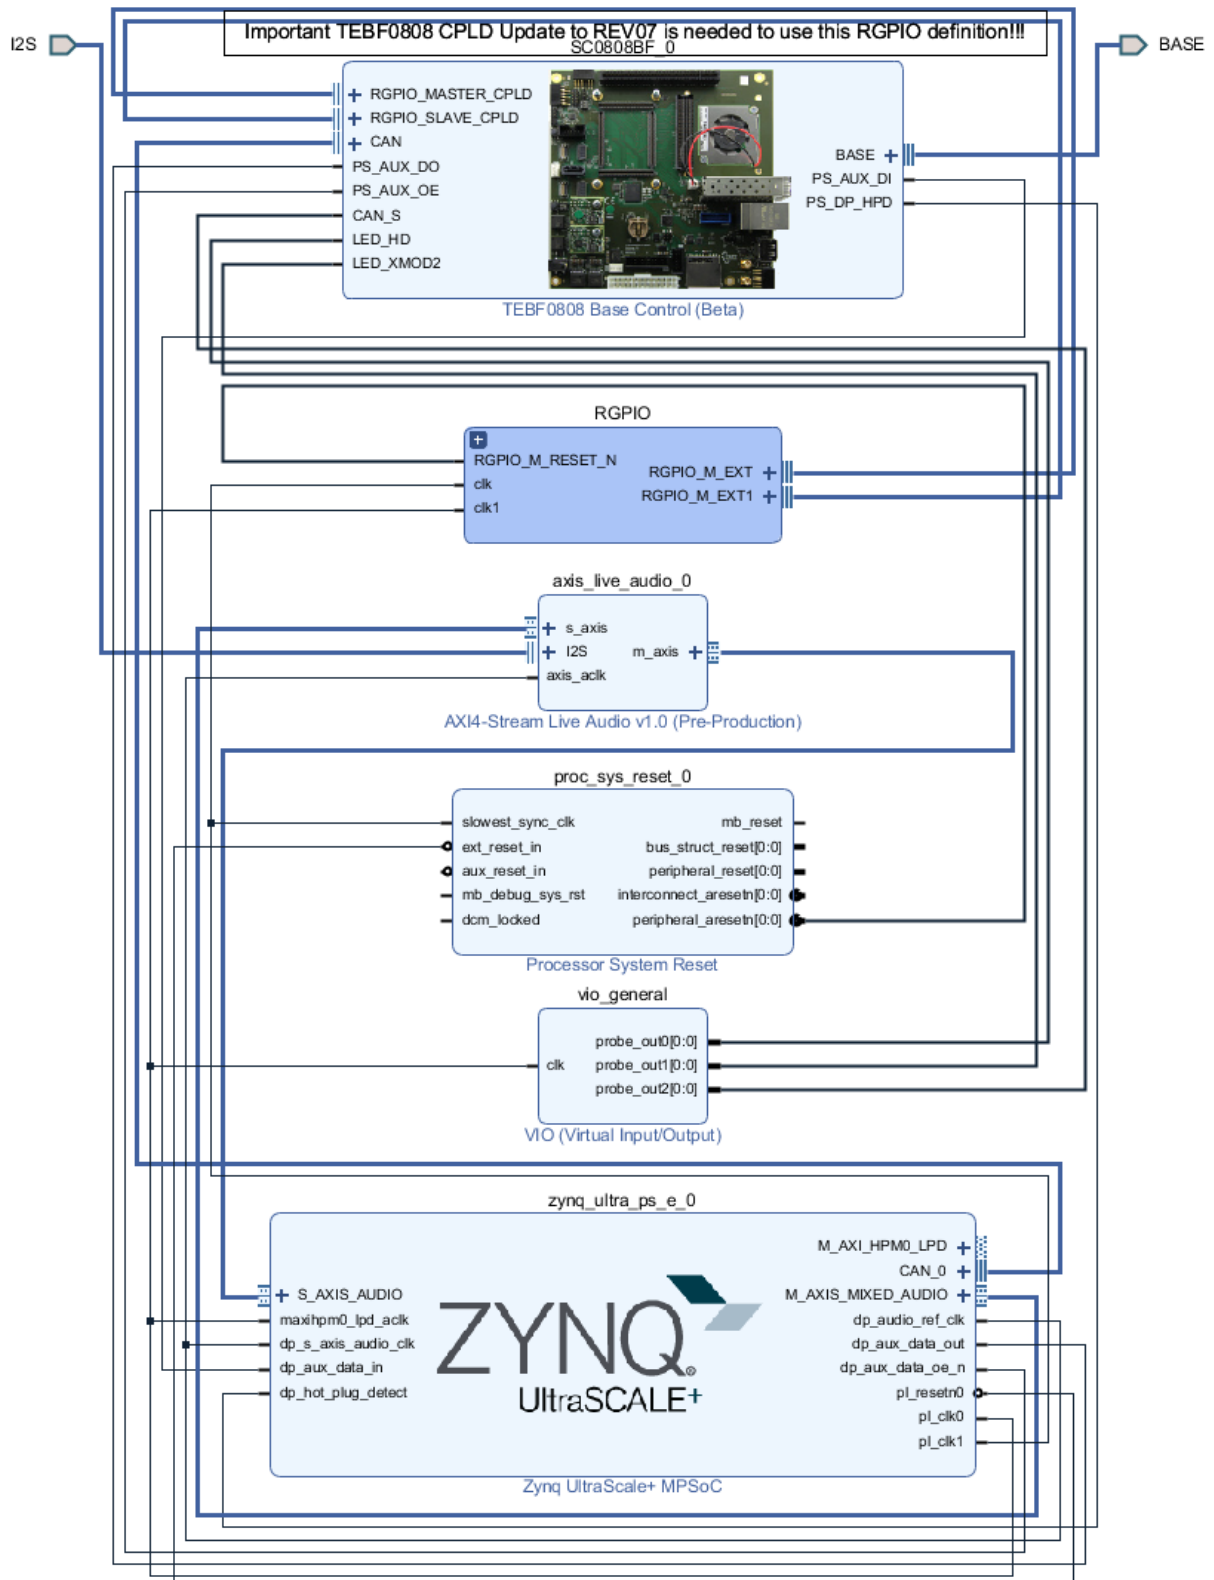 Important TEBF0808 CPLD Update to REV07 is needed to use this RGPIO definition!!!
SC0808BF_0
I2S
BASE
RGPIO_MASTER_CPLD
RGPIO_SLAVE_CPLD
CAN
PS_AUX_DO
PS_AUX_OE
CAN_S
LED_HD
LED_XMOD2
BASE
PS_AUX_DI
PS_DP_HPD
TEBF0808 Base Control (Beta)
RGPIO
RGPIO_M_RESET_N
clk
clk1
RGPIO_M_EXT
RGPIO_M_EXT1
axis_live_audio_0
s_axis
I2S
axis_aclk
m_axis
AXI4-Stream Live Audio v1.0 (Pre-Production)
proc_sys_reset_0
slowest_sync_clk
ext_reset_in
aux_reset_in
mb_debug_sys_rst
dcm_locked
mb_reset
bus_struct_reset[0:0]
peripheral_reset[0:0]
interconnect_aresetn[0:0]
peripheral_aresetn[0:0]
Processor System Reset
vio_general
clk
probe_out0[0:0]
probe_out1[0:0]
probe_out2[0:0]
VIO (Virtual Input/Output)
zynq_ultra_ps_e_0
S_AXIS_AUDIO
maxihpm0_lpd_aclk
dp_s_axis_audio_clk
dp_aux_data_in
dp_hot_plug_detect
ZYNQ
UltraSCALE+
M_AXI_HPM0_LPD
CAN_0
M_AXIS_MIXED_AUDIO
dp_audio_ref_clk
dp_aux_data_out
dp_aux_data_oe_n
pl_resetn0
pl_clk0
pl_clk1
Zynq UltraScale+ MPSoC